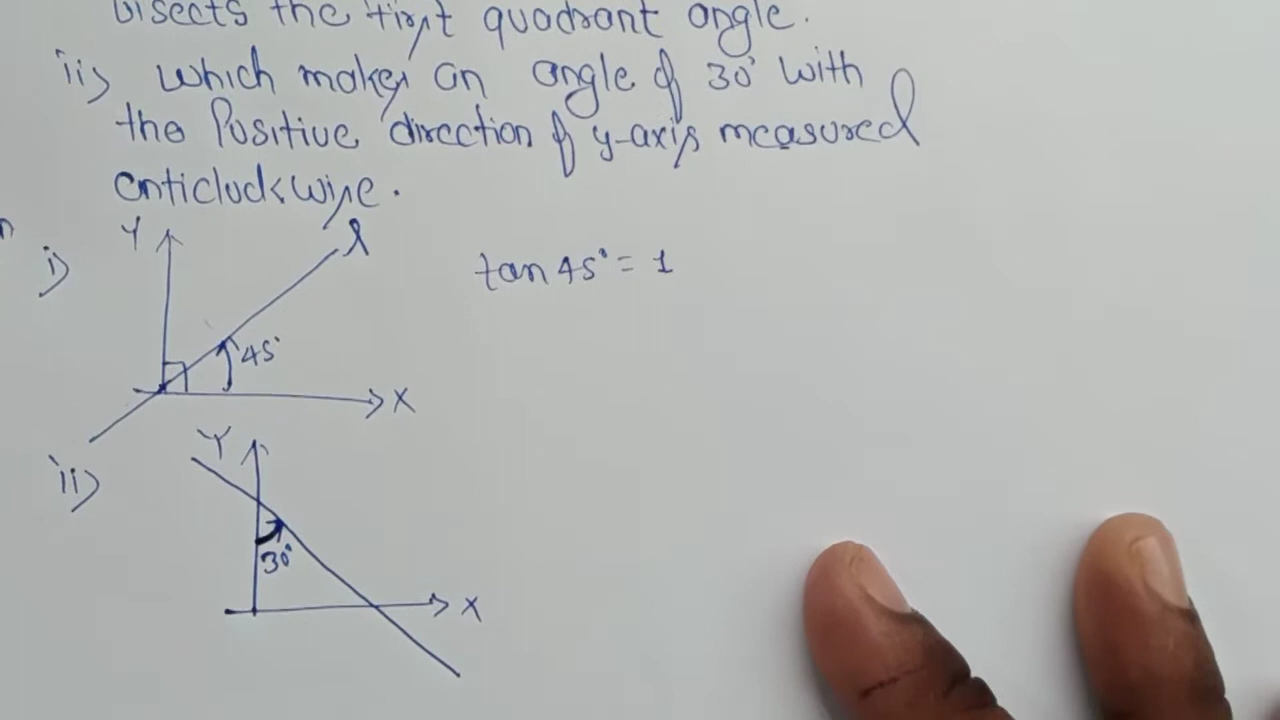 bisects the first quadrant angle.
ii) which makes an angle of 30° with
the Positive direction of y-axis measured
anticlockwise.
i)
Y
l
tan 45° = 1
45°
X
ii)
Y
30°
X